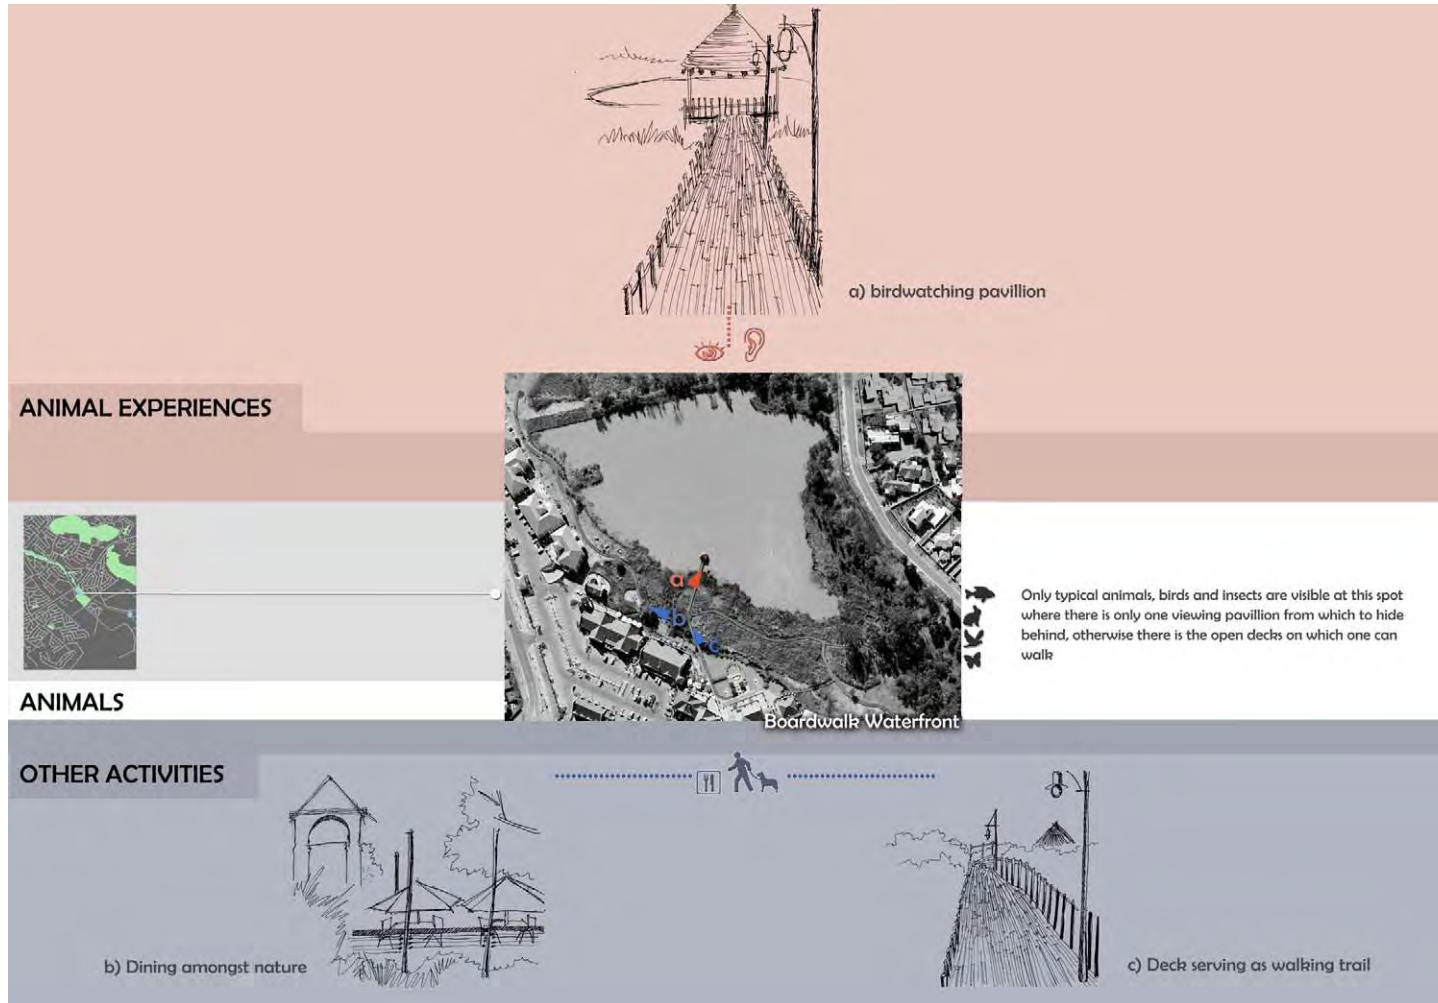 a) birdwatching pavillion
ANIMAL EXPERIENCES
a
b
c
Only typical animals, birds and insects are visible at this spot
where there is only one viewing pavillion from which to hide
behind, otherwise there is the open decks on which one can
walk
ANIMALS
Boardwalk Waterfront
OTHER ACTIVITIES
b) Dining amongst nature
c) Deck serving as walking trail